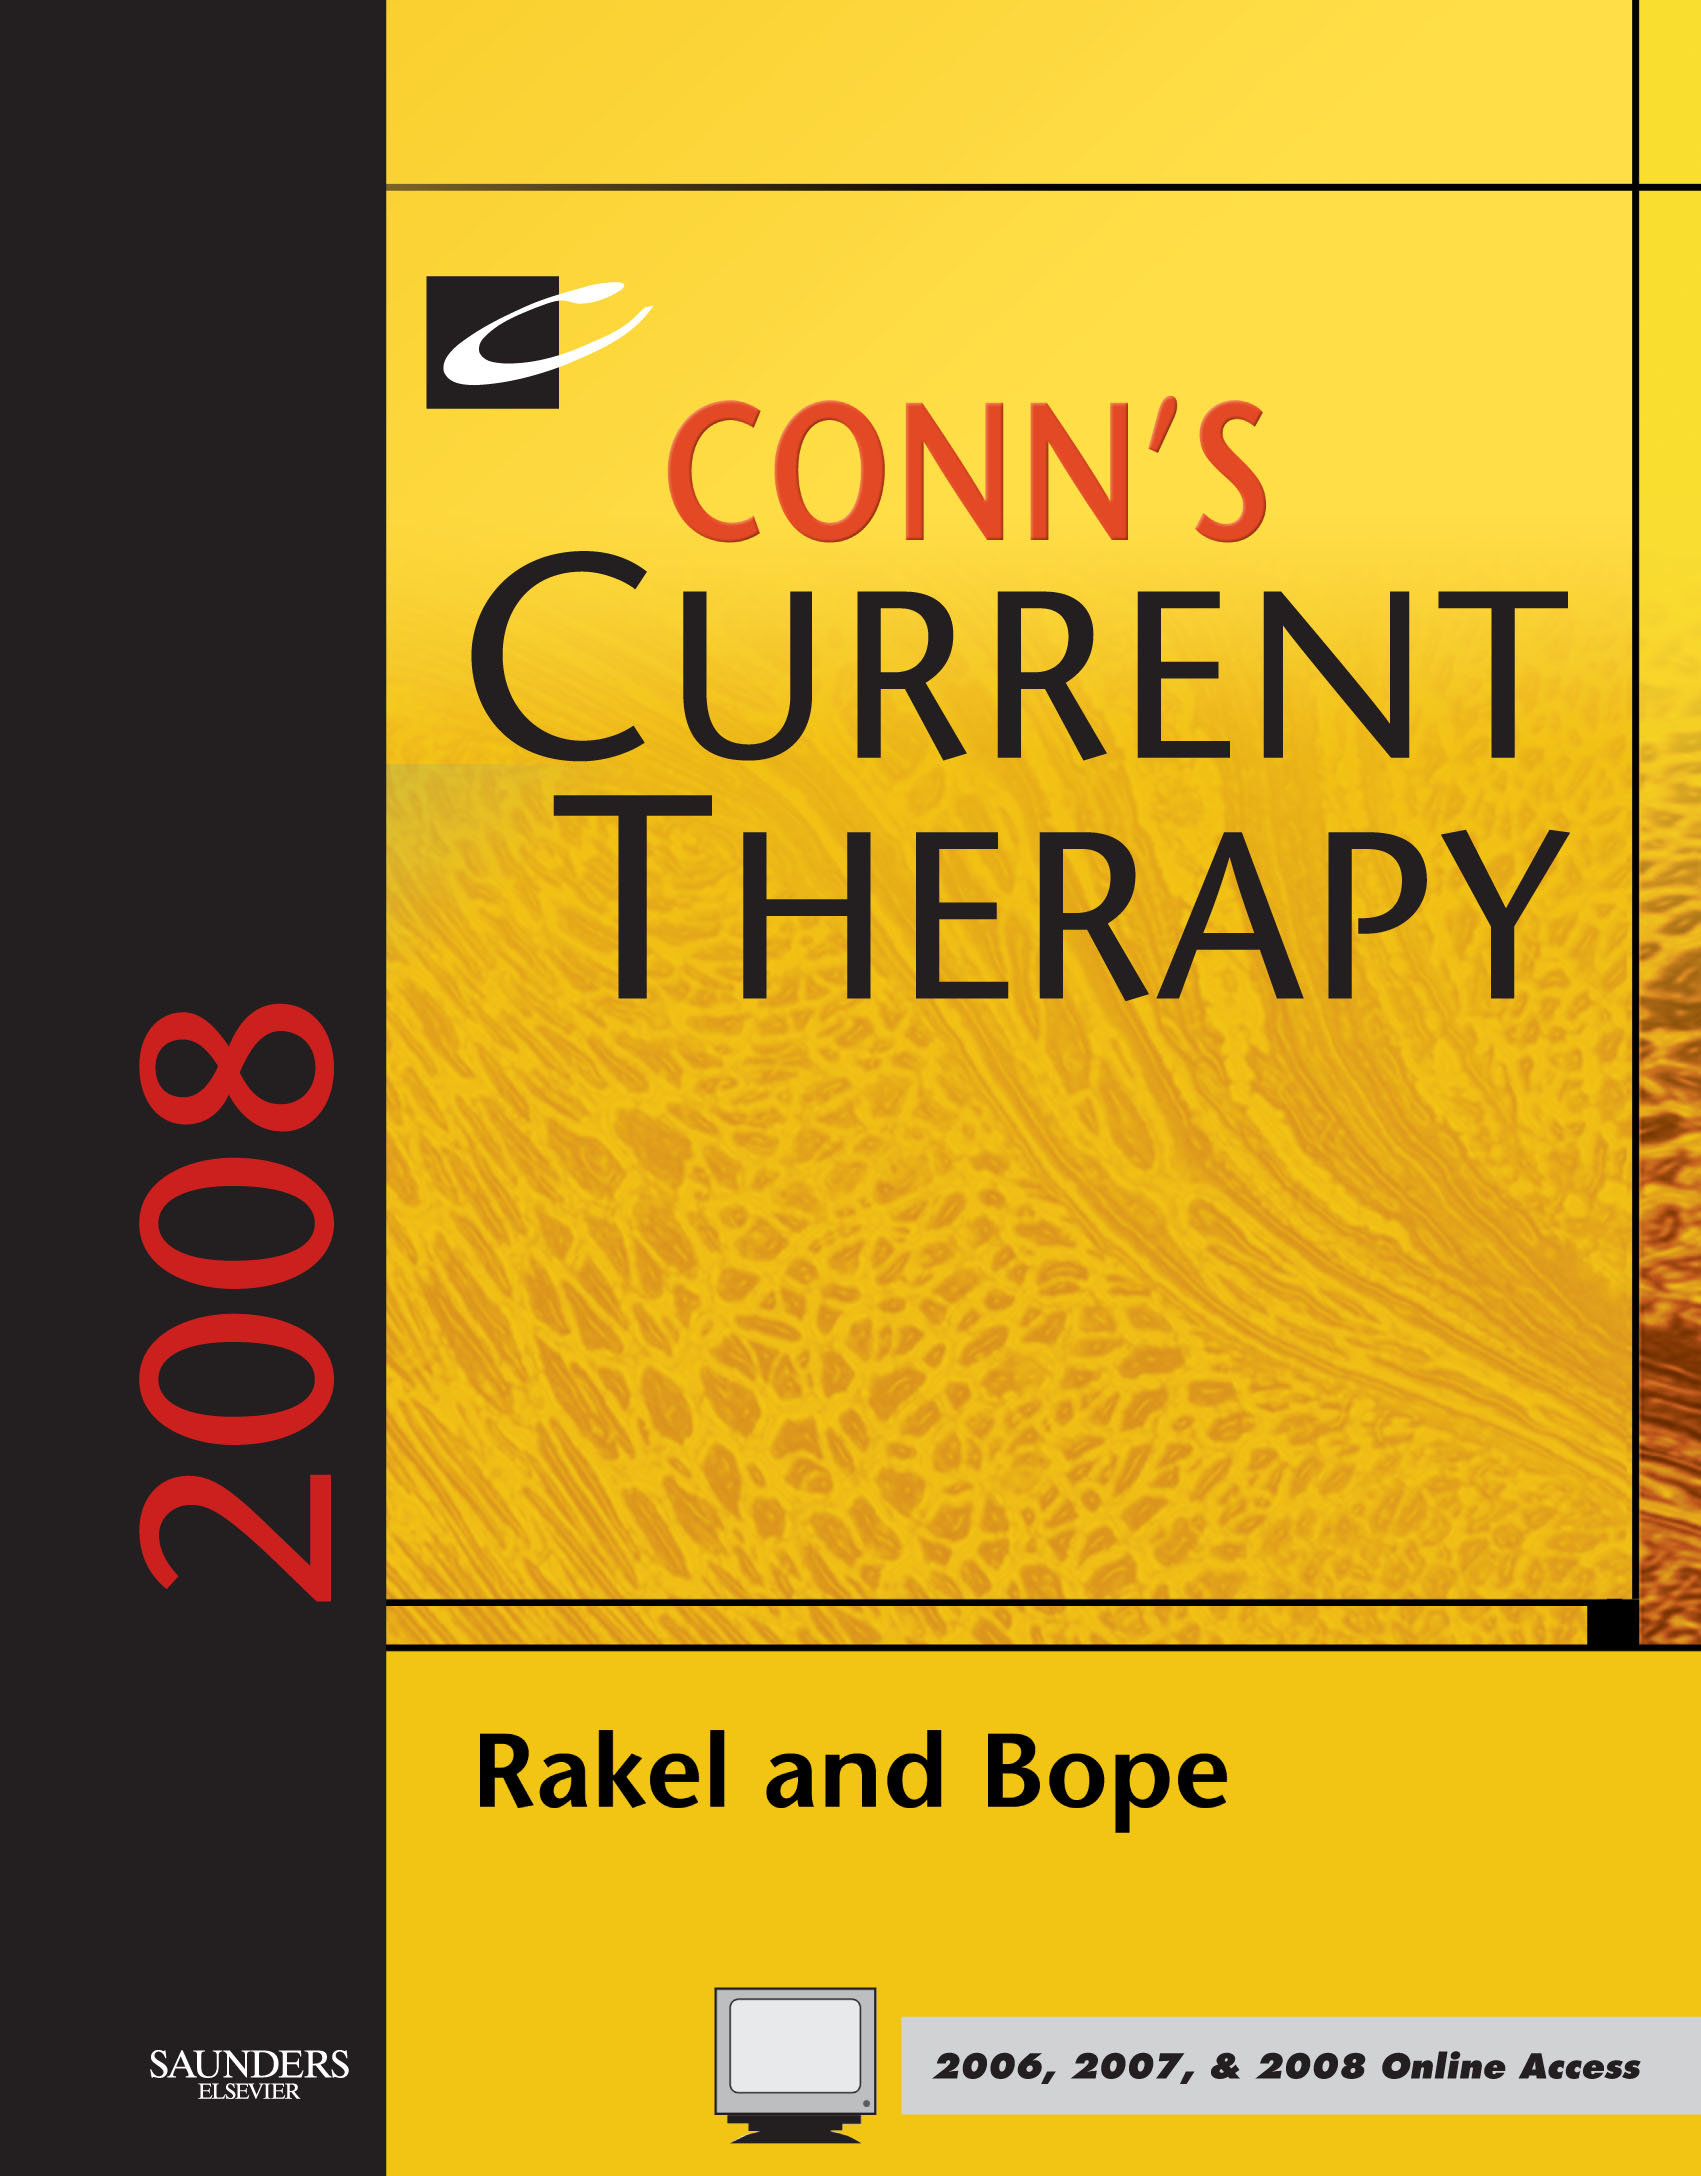 CONN'S
CURRENT
THERAPY
2008
Rakel and Bope
SAUNDERS
ELSEVIER
2006, 2007, & 2008 Online Access